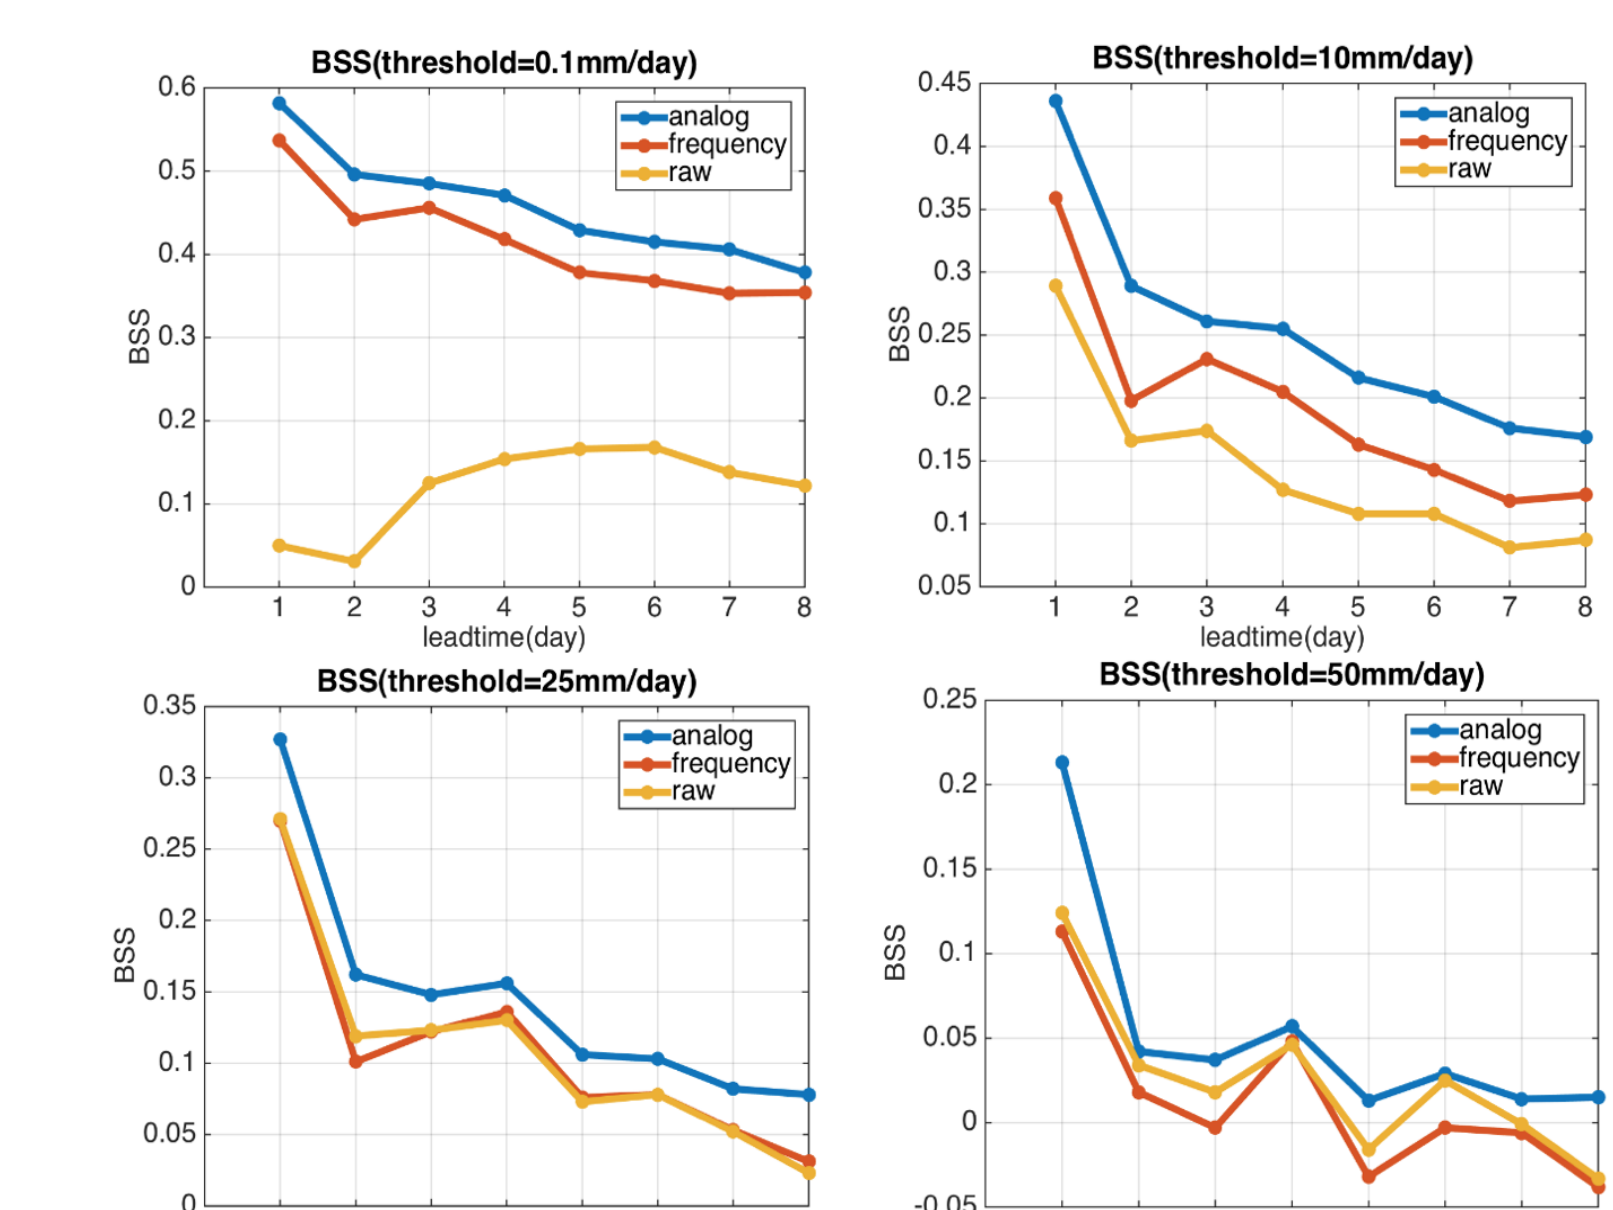 BSS(threshold=0.1mm/day)
0.6
0.5
0.4
0.3
0.2
0.1
0
BSS
analog
frequency
raw
1 2 3 4 5 6 7 8
leadtime(day)
BSS(threshold=10mm/day)
0.45
0.4
0.35
0.3
0.25
0.2
0.15
0.1
0.05
BSS
analog
frequency
raw
1 2 3 4 5 6 7 8
leadtime(day)
BSS(threshold=25mm/day)
0.35
0.3
0.25
0.2
0.15
0.1
0.05
0
BSS
analog
frequency
raw
BSS(threshold=50mm/day)
0.25
0.2
0.15
0.1
0.05
0
-0.05
BSS
analog
frequency
raw